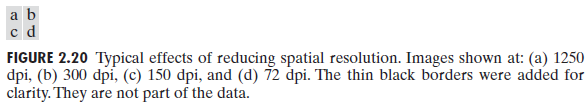 a b
c d
FIGURE 2.20 Typical effects of reducing spatial resolution. Images shown at: (a) 1250
dpi, (b) 300 dpi, (c) 150 dpi, and (d) 72 dpi. The thin black borders were added for
clarity. They are not part of the data.